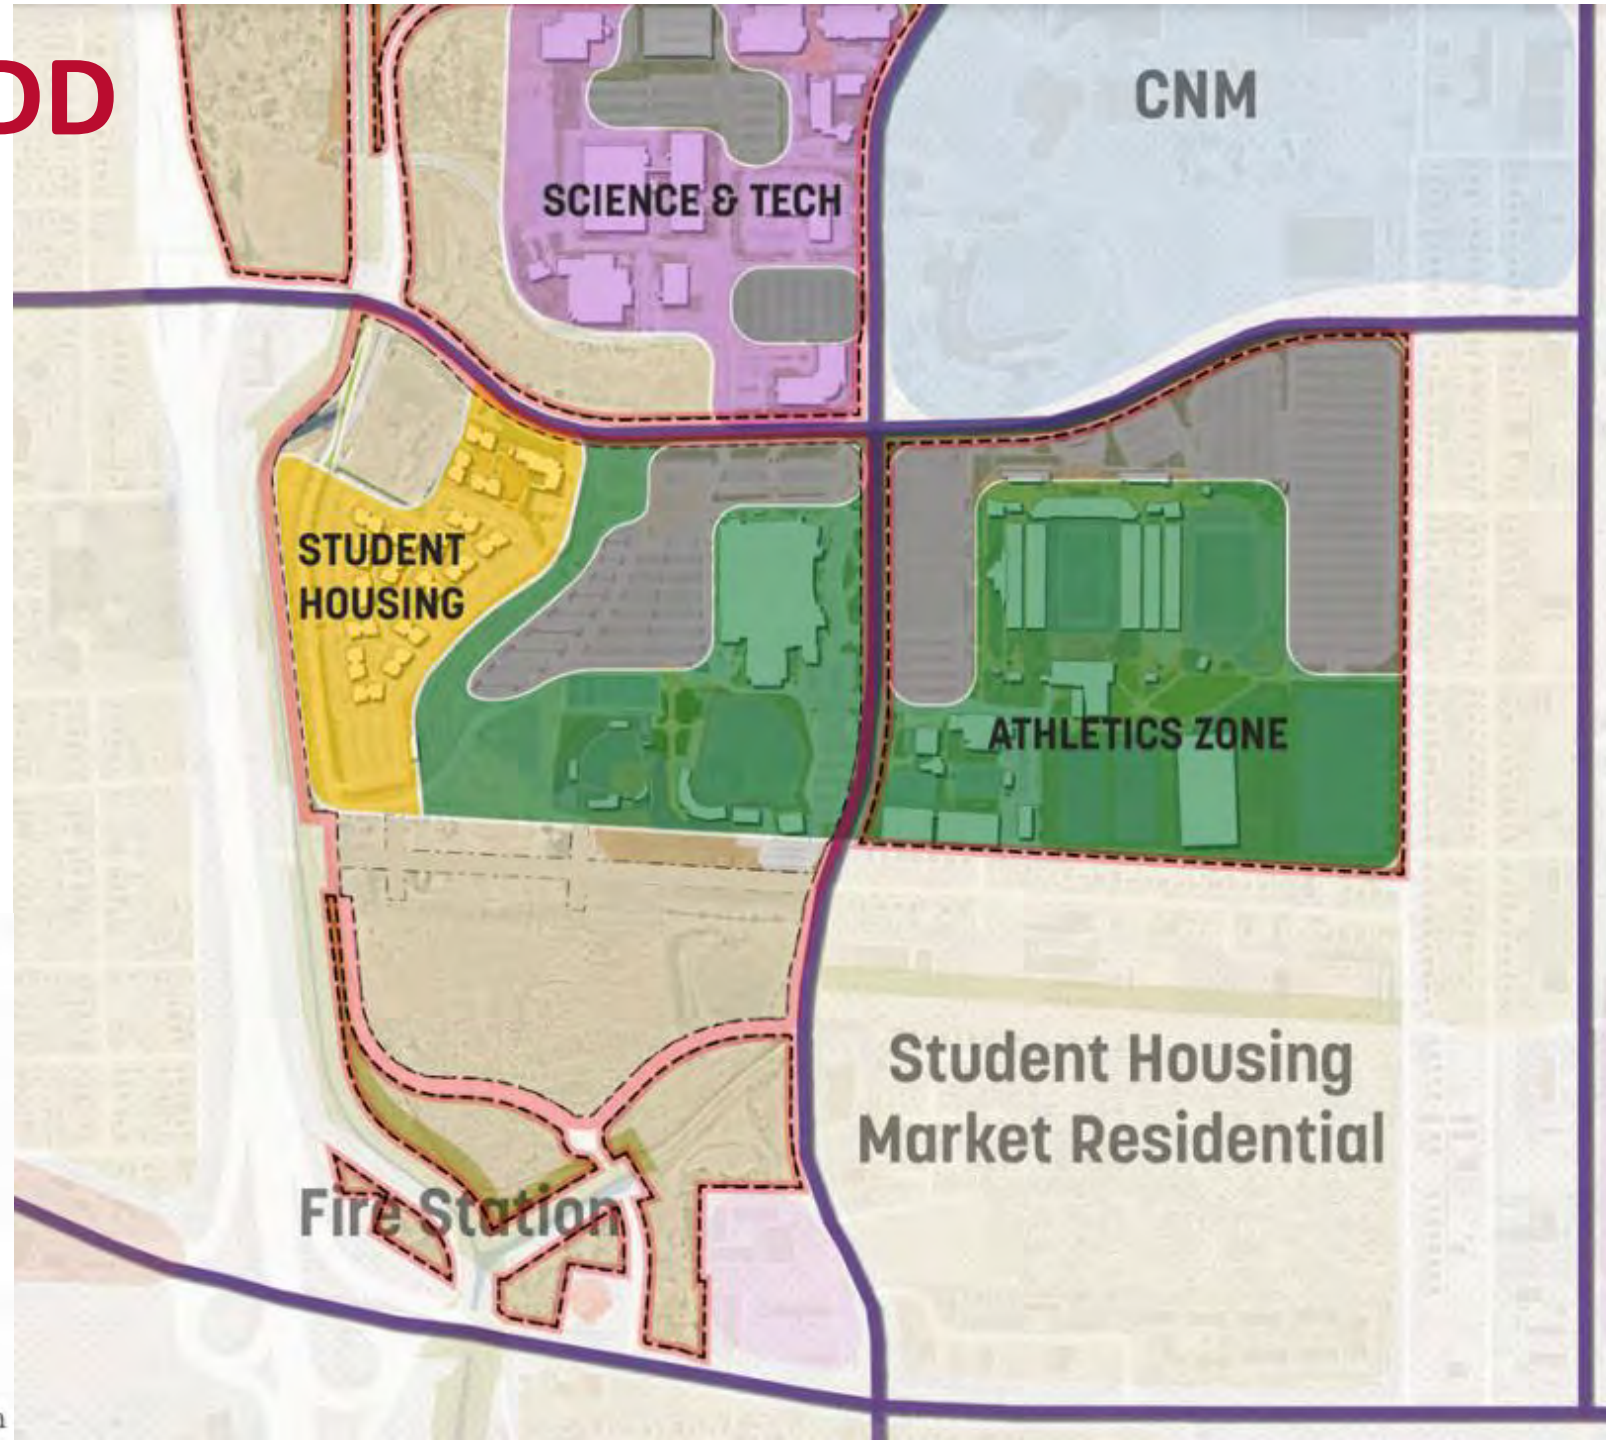 DD
CNM
SCIENCE & TECH
STUDENT
HOUSING
ATHLETICS ZONE
Student Housing
Market Residential
Fire Station